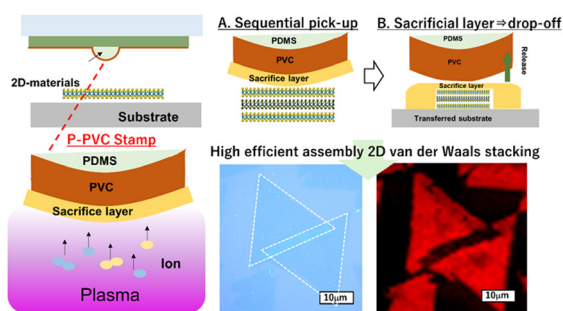 A. Sequential pick-up
B. Sacrificial layer⇒drop-off
PDMS
PVC
Sacrifice layer
PDMS
PVC
Release
Sacrifice layer
Transferred substrate
2D-materials
Substrate
P-PVC Stamp
PDMS
PVC
Sacrifice layer
Ion
Plasma
High efficient assembly 2D van der Waals stacking
10μm
10μm